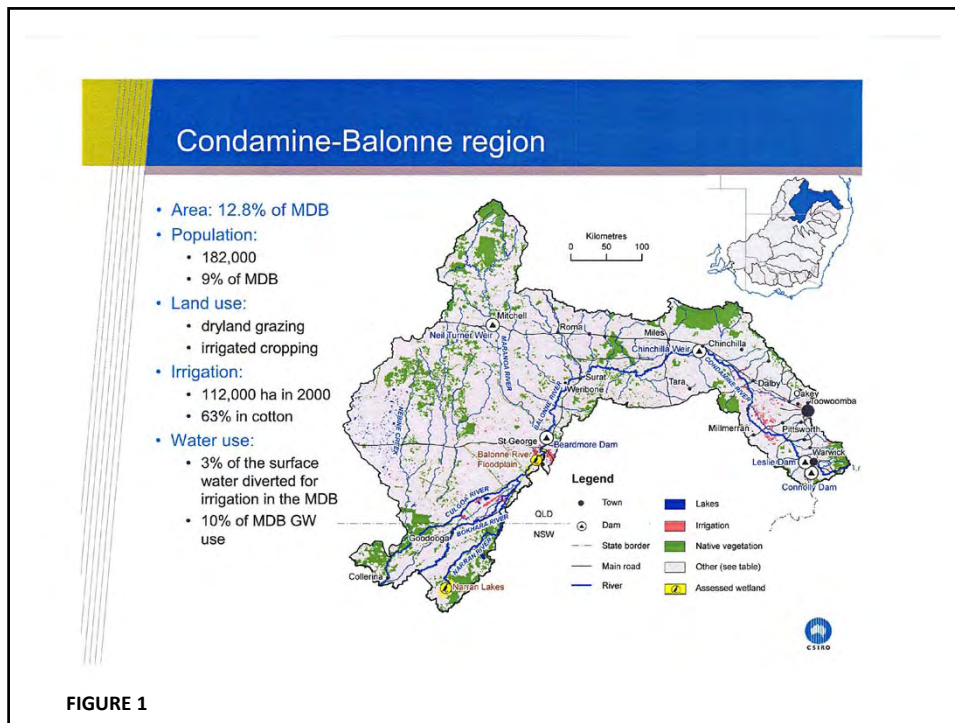 Condamine-Balonne region
• Area: 12.8% of MDB
• Population:
• 182,000
• 9% of MDB
• Land use:
• dryland grazing
• irrigated cropping
• Irrigation:
• 112,000 ha in 2000
• 63% in cotton
• Water use:
• 3% of the surface
water diverted for
irrigation in the MDB
• 10% of MDB GW
use
Kilometres
0 50 100
Mitchell
Neil Turner Weir
Roma
Miles
Chinchilla Weir
Chinchilla
MARANOA RIVER
CONDAMINE RIVER
Surat
Weribone
Tara
Dalby
Oakey
Toowoomba
BALONNE RIVER
NEBINE CREEK
Millmerran
Pittsworth
St George
Beardmore Dam
Balonne River
Floodplain
Warwick
Leslie Dam
Connolly Dam
CULGOA RIVER
BOKHARA RIVER
NARRAN RIVER
Goodooga
Collerina
Narran Lakes
QLD
NSW
Legend
Town
Dam
State border
Main road
River
Lakes
Irrigation
Native vegetation
Other (see table)
Assessed wetland
CSIRO
FIGURE 1